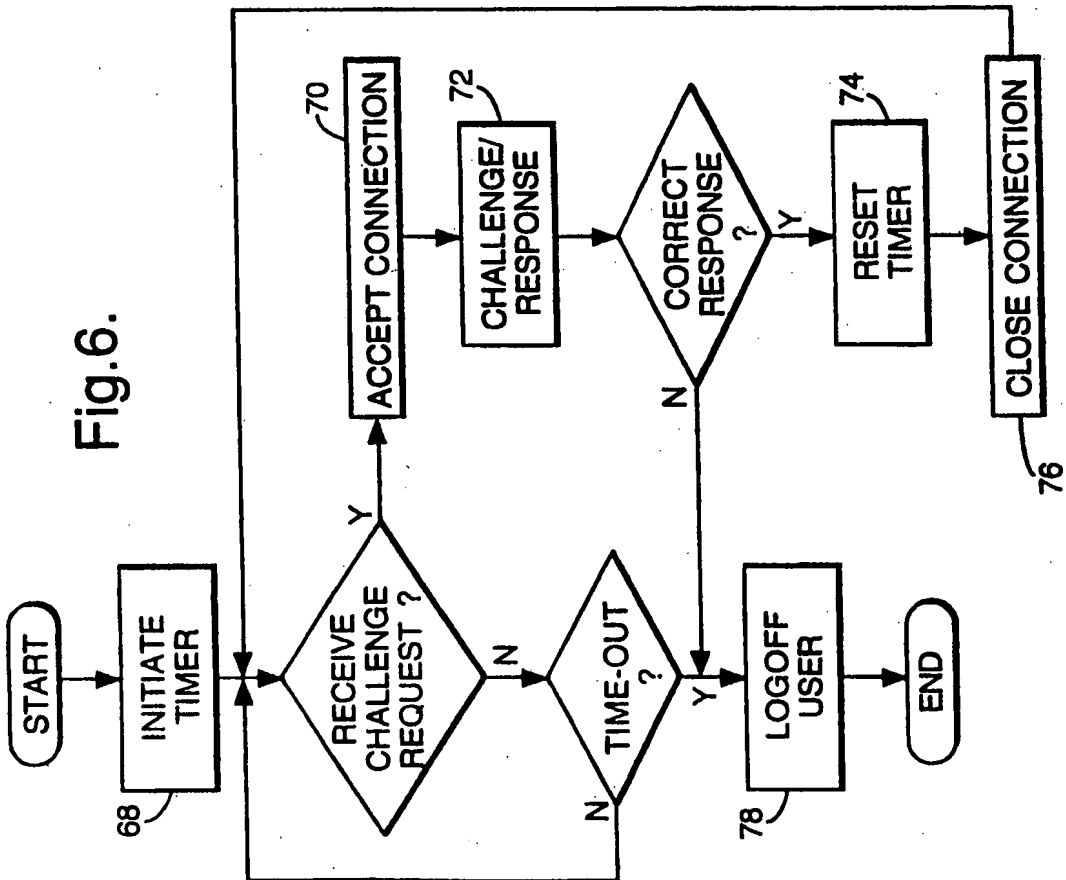 Fig.6.
START
INITIATE
TIMER
68
RECEIVE
CHALLENGE
REQUEST ?
Y
N
TIME-OUT
?
N
Y
LOGOFF
USER
78
END
70
ACCEPT CONNECTION
72
CHALLENGE/
RESPONSE
CORRECT
RESPONSE
?
N
Y
74
RESET
TIMER
CLOSE CONNECTION
76